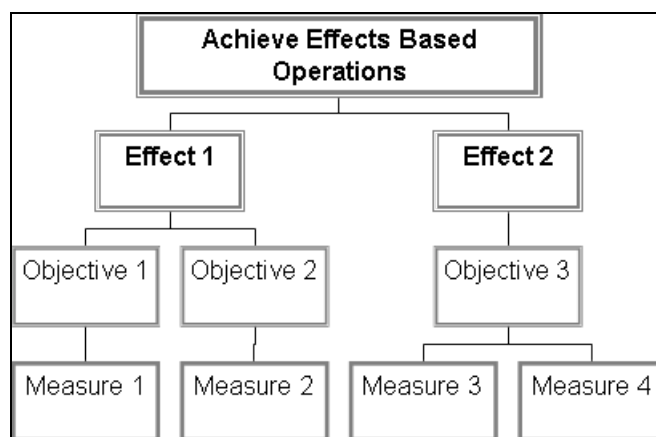 Achieve Effects Based
Operations
Effect 1
Effect 2
Objective 1
Objective 2
Objective 3
Measure 1
Measure 2
Measure 3
Measure 4